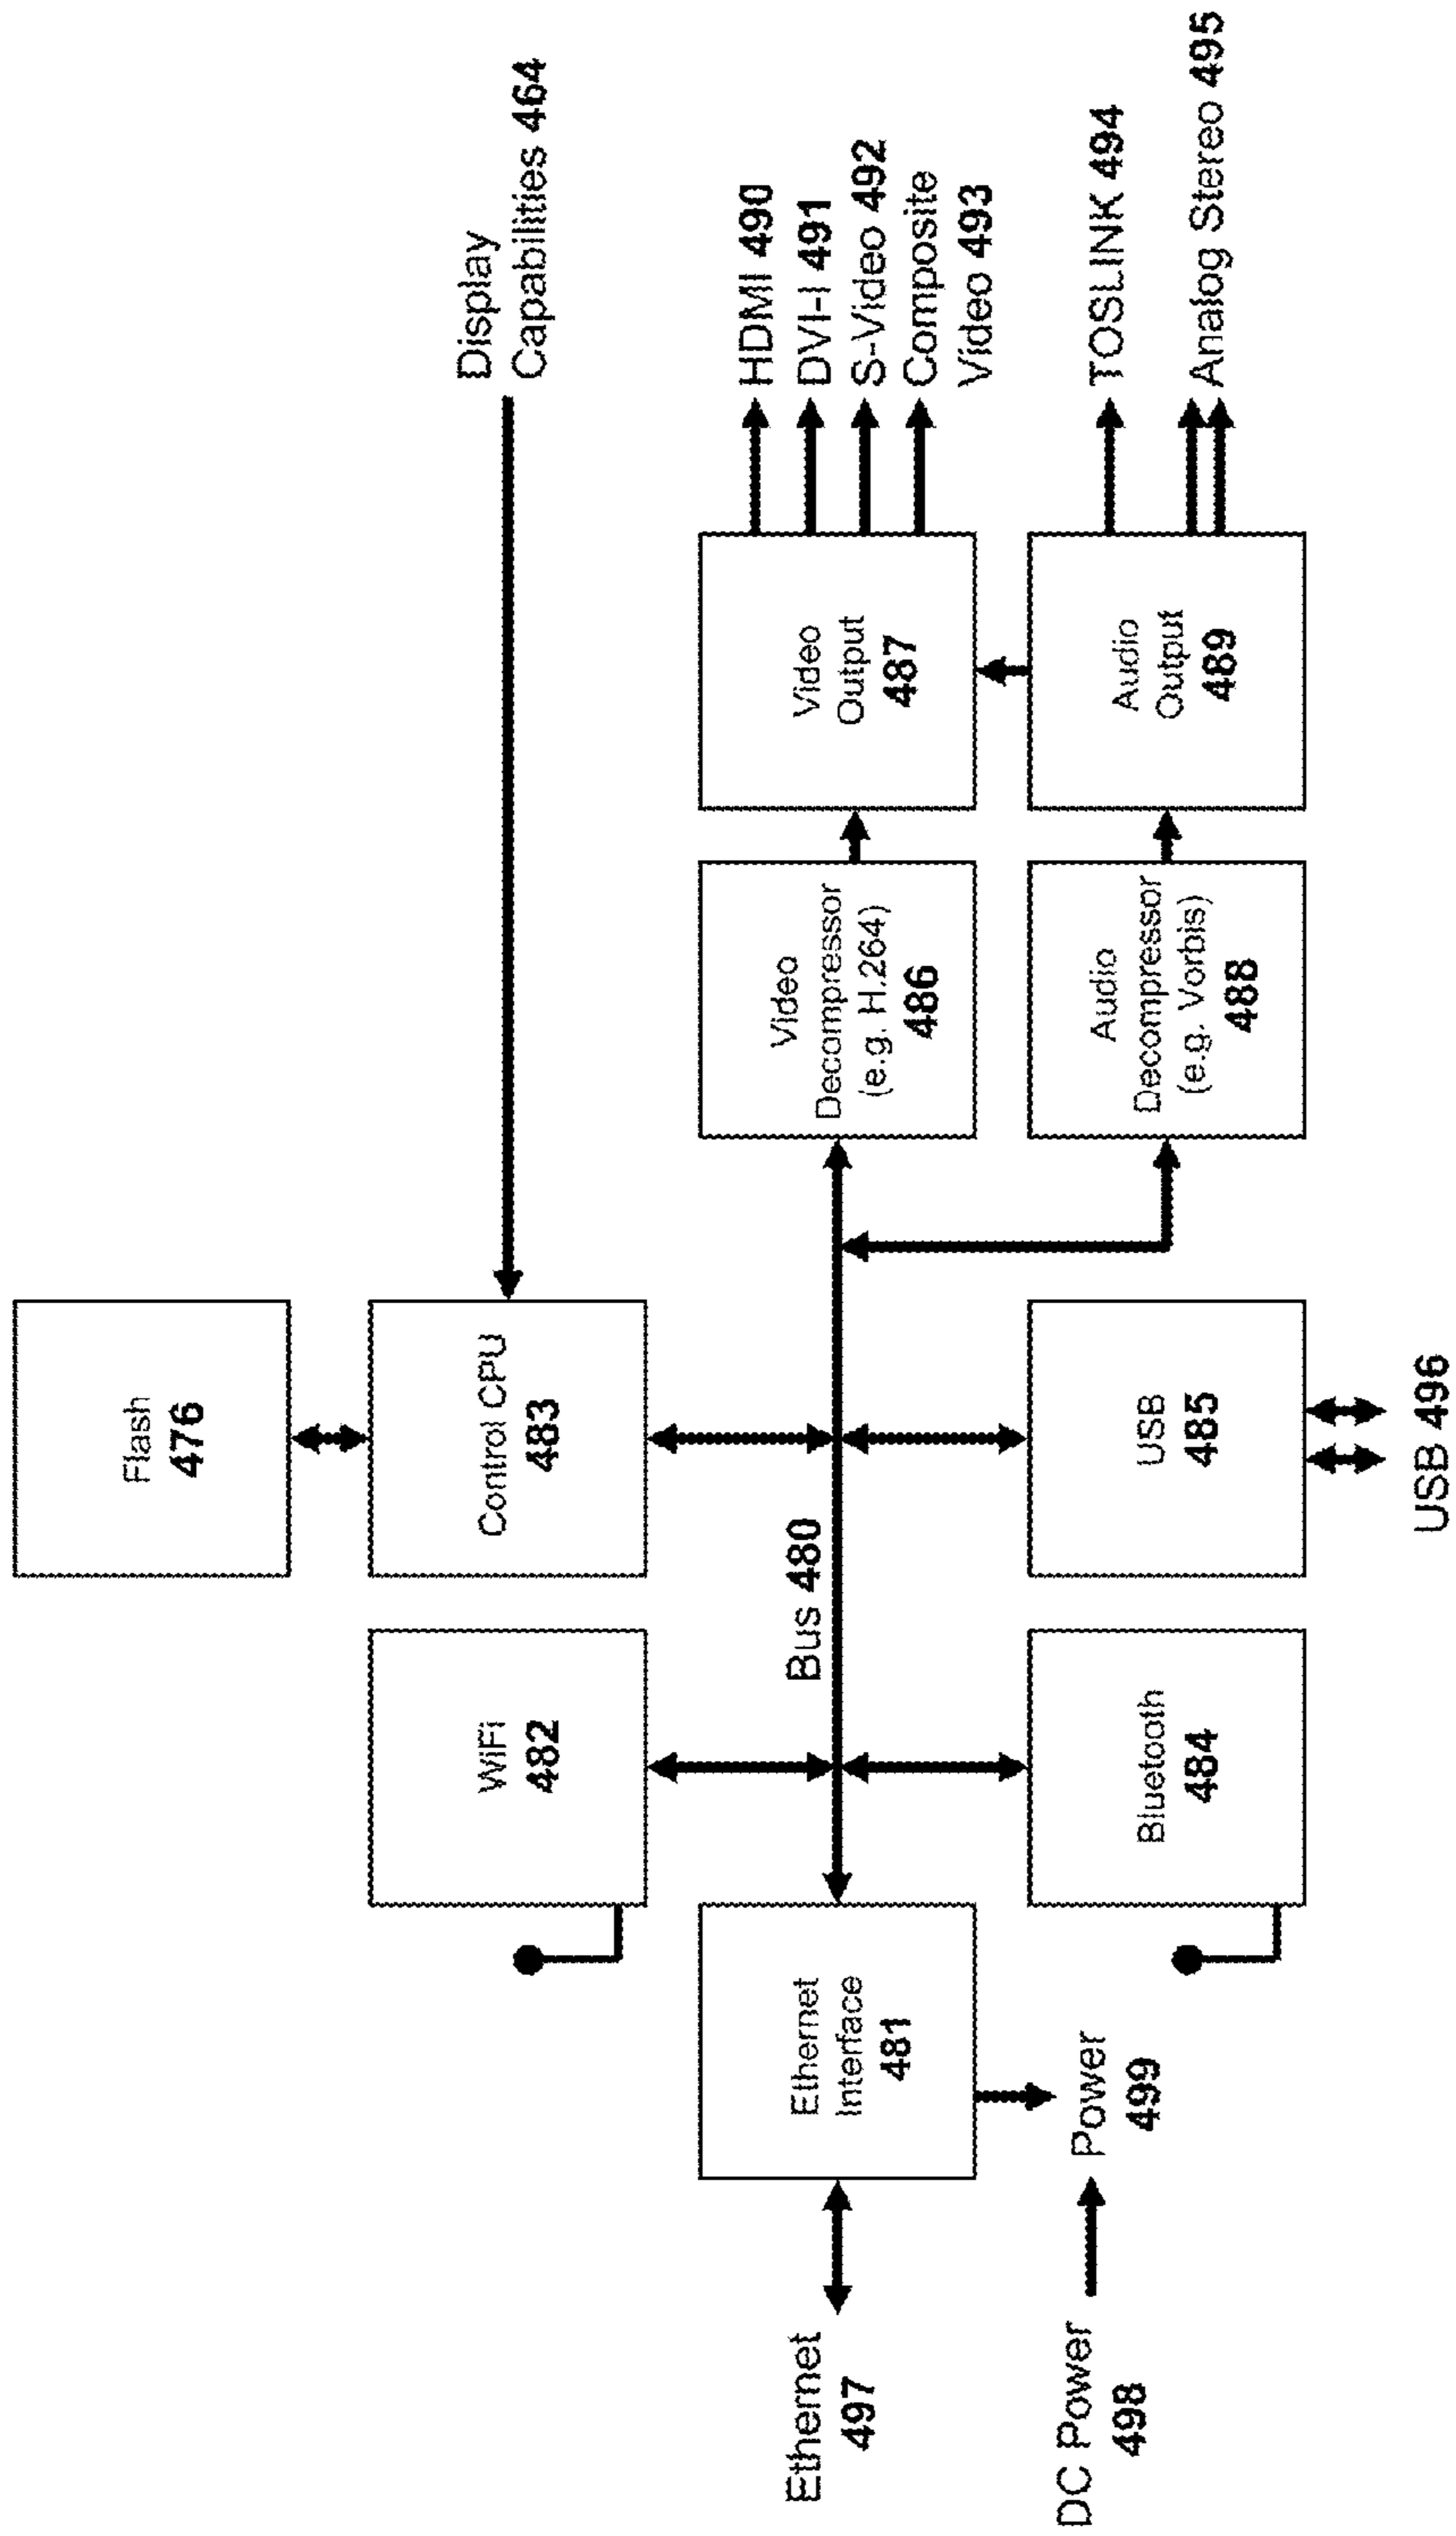 Flash
476
WiFi
482
Control CPU
483
Display
Capabilities 464
Bus 480
Ethernet
497
Ethernet
Interface
481
Video
Decompressor
(e.g. H.264)
486
Video
Output
487
HDMI 490
DVI-I 491
S-Video 492
Composite
Video 493
DC Power
498
Power
499
Bluetooth
484
USB
485
Audio
Decompressor
(e.g. Vorbis)
488
Audio
Output
489
TOSLINK 494
Analog Stereo 495
USB 496